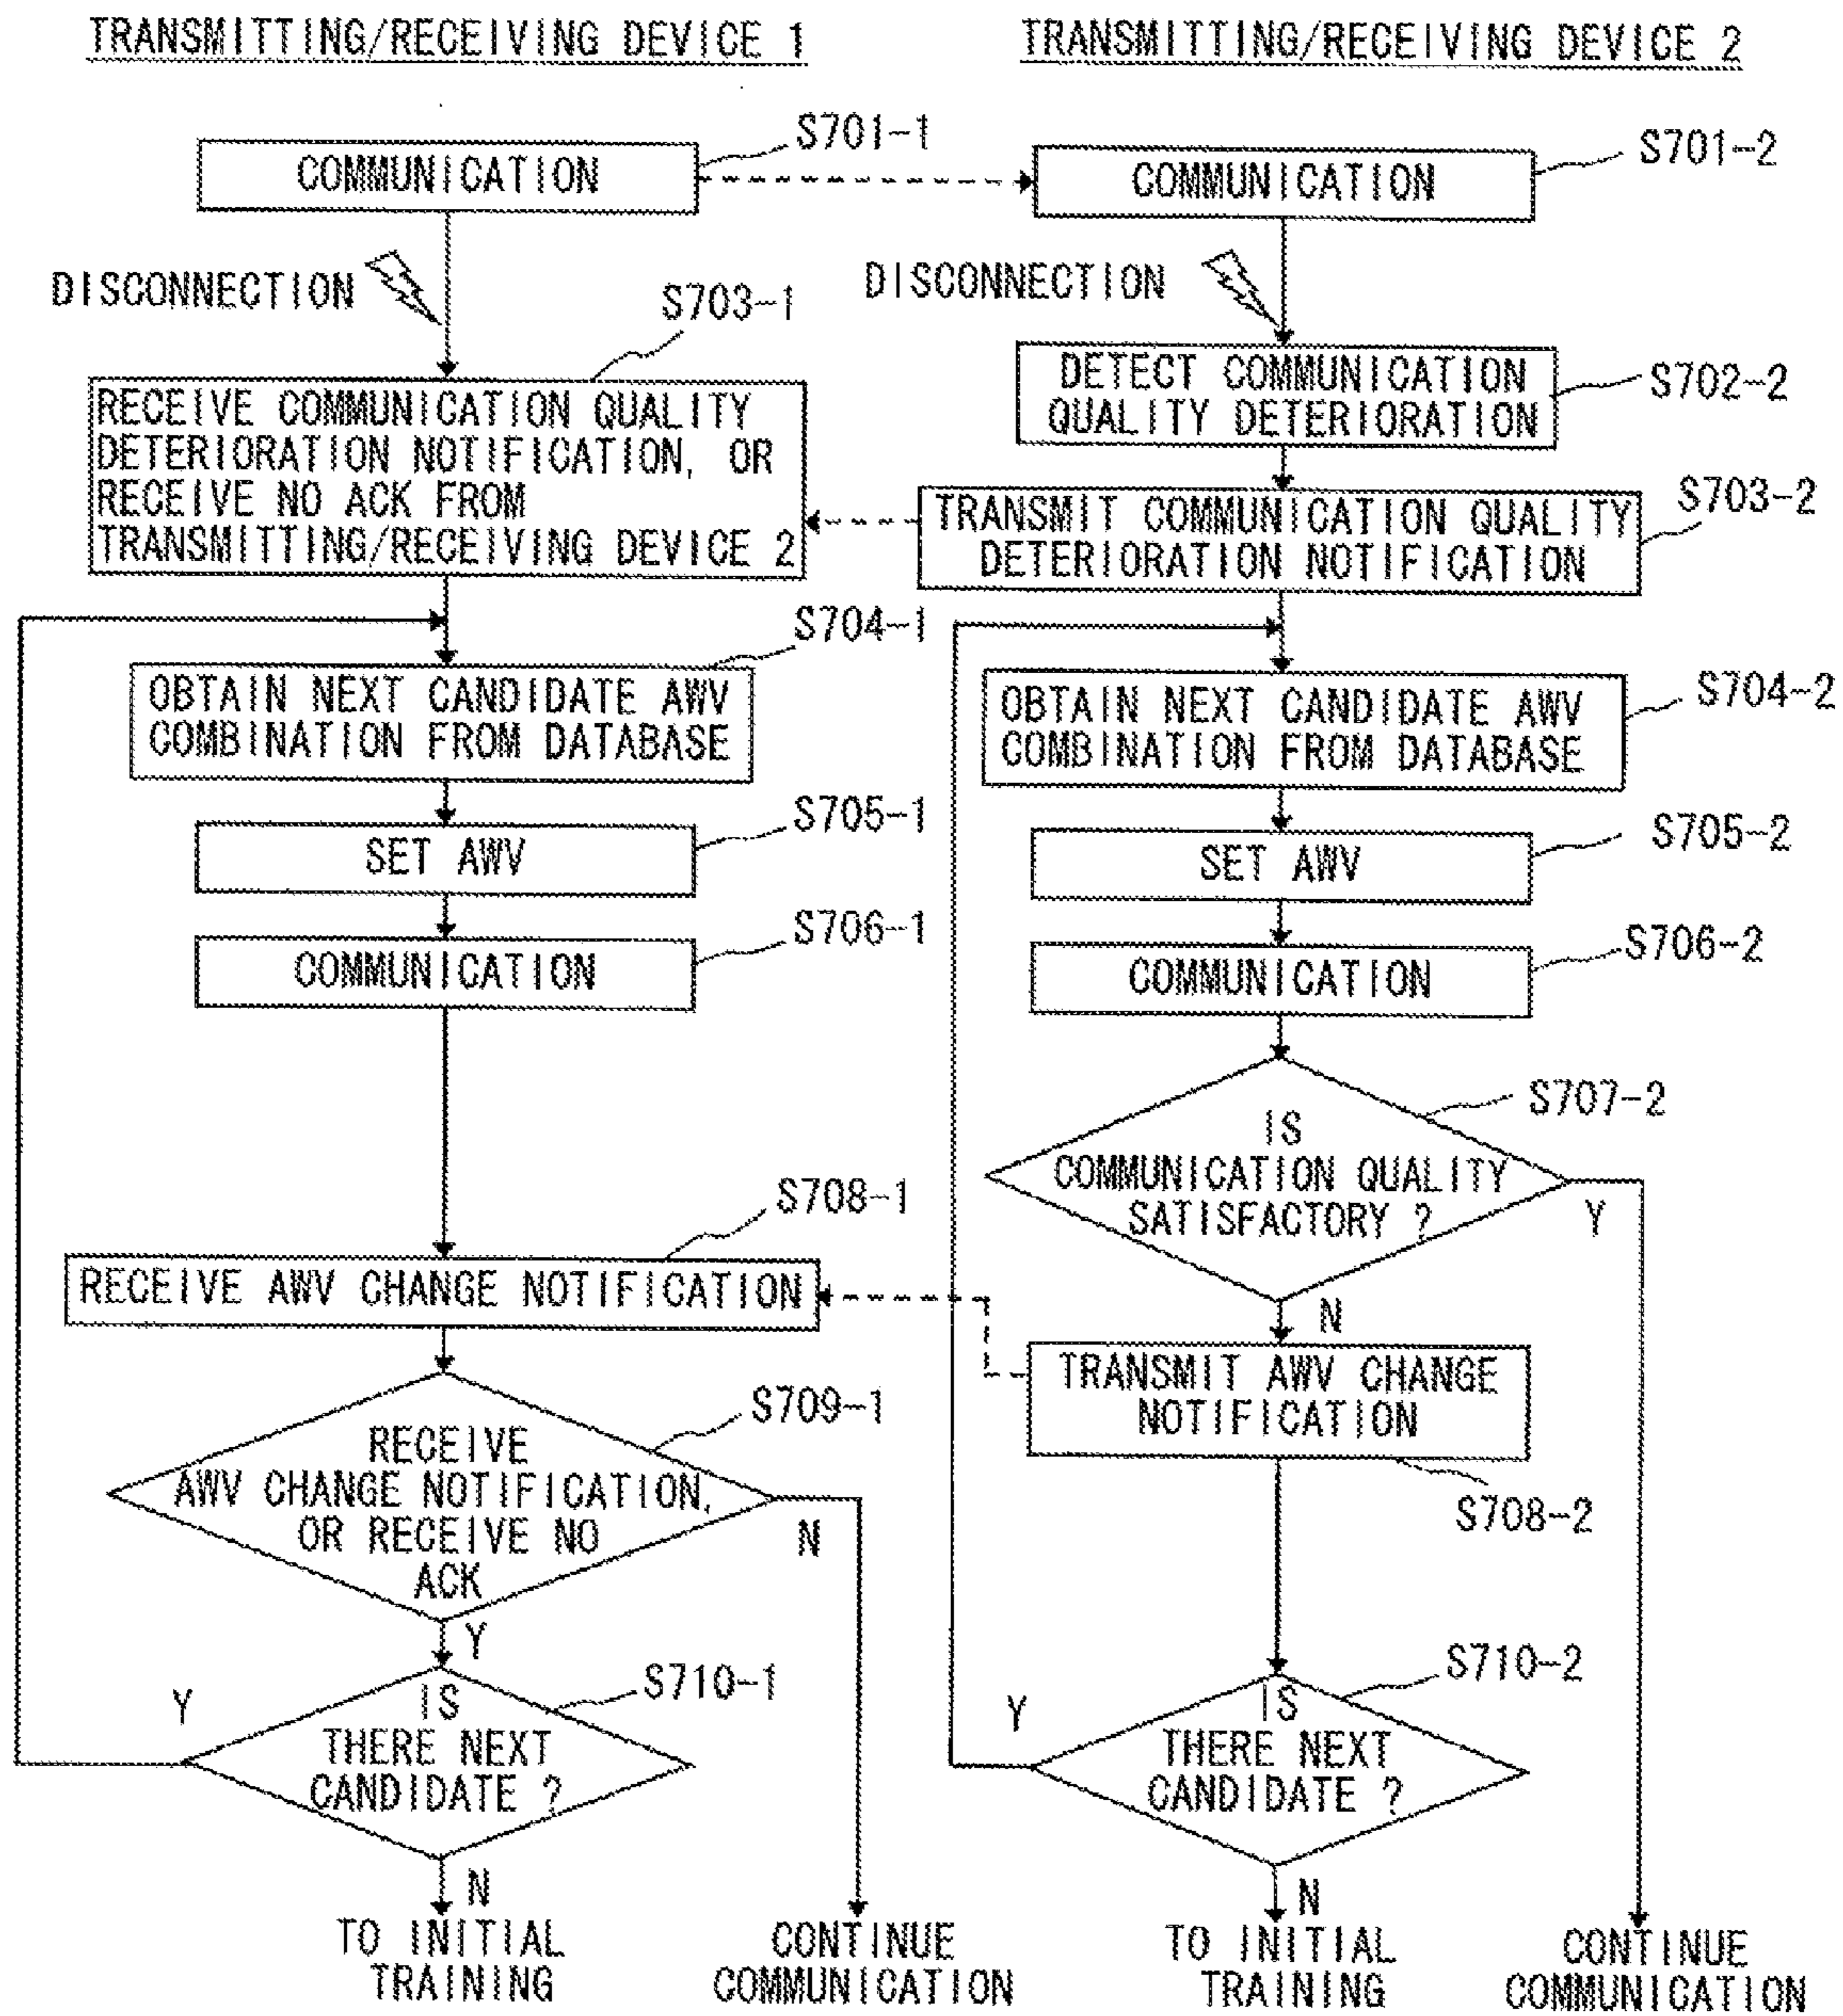 TRANSMITTING/RECEIVING DEVICE 1
TRANSMITTING/RECEIVING DEVICE 2
S701-1
COMMUNICATION
S701-2
COMMUNICATION
DISCONNECTION
DISCONNECTION
S703-1
RECEIVE COMMUNICATION QUALITY
DETERIORATION NOTIFICATION, OR
RECEIVE NO ACK FROM
TRANSMITTING/RECEIVING DEVICE 2
DETECT COMMUNICATION
QUALITY DETERIORATION
S702-2
TRANSMIT COMMUNICATION QUALITY
DETERIORATION NOTIFICATION
S703-2
S704-1
OBTAIN NEXT CANDIDATE AWV
COMBINATION FROM DATABASE
S704-2
OBTAIN NEXT CANDIDATE AWV
COMBINATION FROM DATABASE
S705-1
SET AWV
S705-2
SET AWV
S706-1
COMMUNICATION
S706-2
COMMUNICATION
S707-2
IS
COMMUNICATION QUALITY
SATISFACTORY ?
Y
N
S708-1
RECEIVE AWV CHANGE NOTIFICATION
TRANSMIT AWV CHANGE
NOTIFICATION
S708-2
S709-1
RECEIVE
AWV CHANGE NOTIFICATION,
OR RECEIVE NO
ACK
N
Y
S710-1
IS
THERE NEXT
CANDIDATE ?
Y
N
S710-2
IS
THERE NEXT
CANDIDATE ?
Y
N
TO INITIAL
TRAINING
CONTINUE
COMMUNICATION
TO INITIAL
TRAINING
CONTINUE
COMMUNICATION